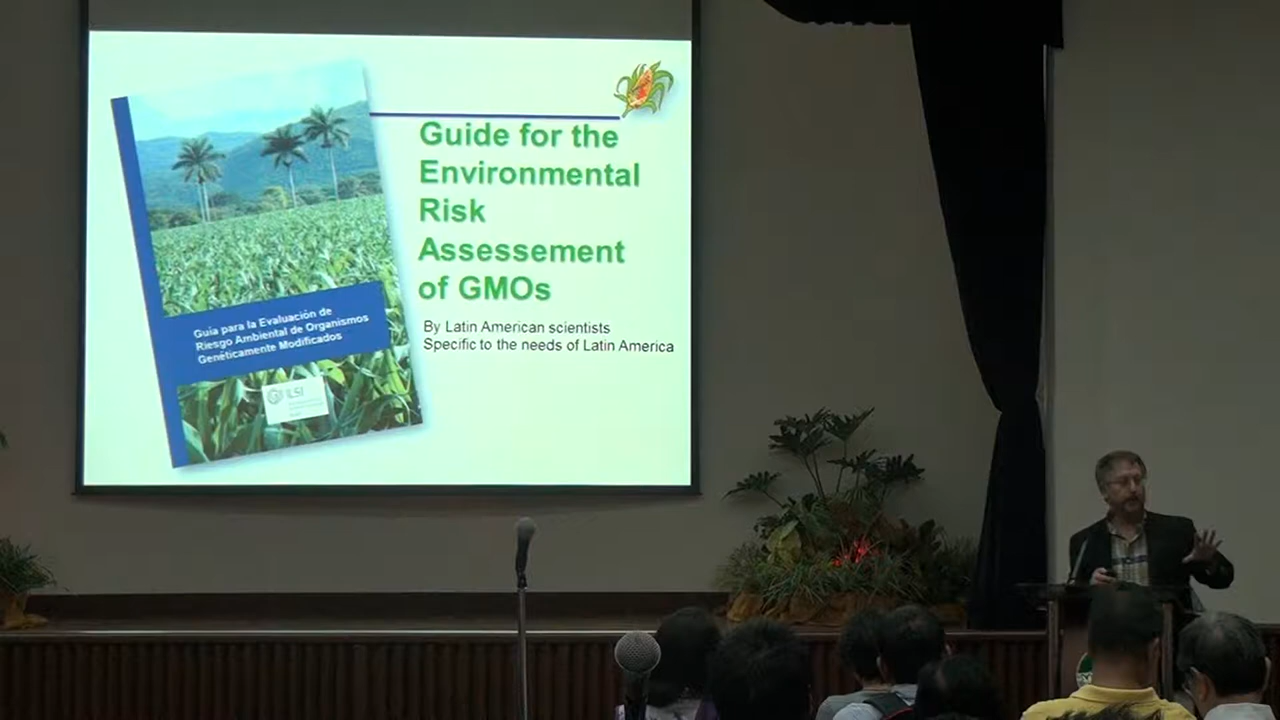 Guide for the
Environmental
Risk
Assessement
of GMOs
By Latin American scientists
Specific to the needs of Latin America
Guía para la Evaluación de
Riesgo Ambiental de Organismos
Genéticamente Modificados
ILSI